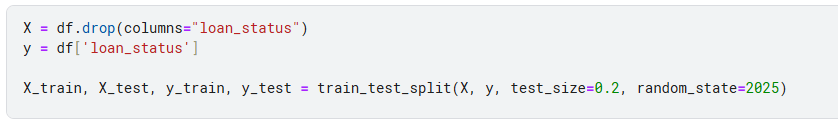 X = df.drop(columns="loan_status")
y = df['loan_status']
X_train, X_test, y_train, y_test = train_test_split(X, y, test_size=0.2, random_state=2025)